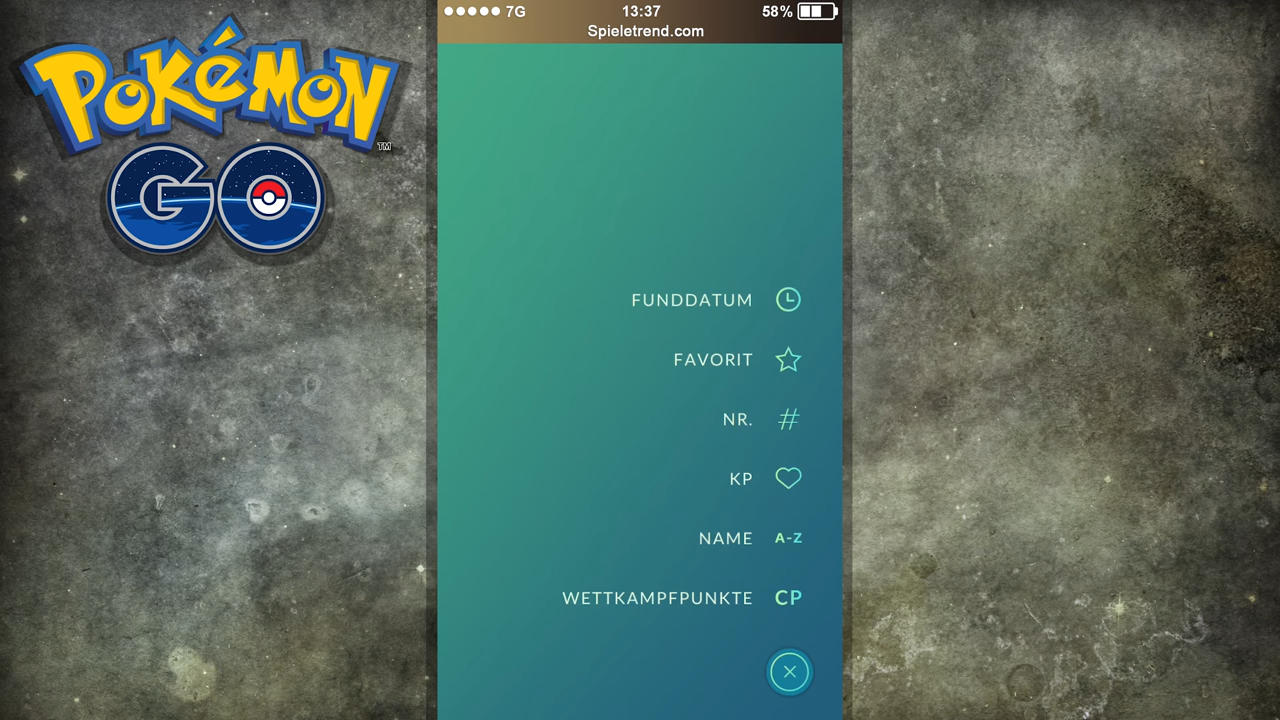 Pokémon
GO
TM
7G
13:37
58%
Spieletrend.com
FUNDDATUM
FAVORIT
NR. #
KP
NAME A-Z
WETTKAMPFPUNKTE CP